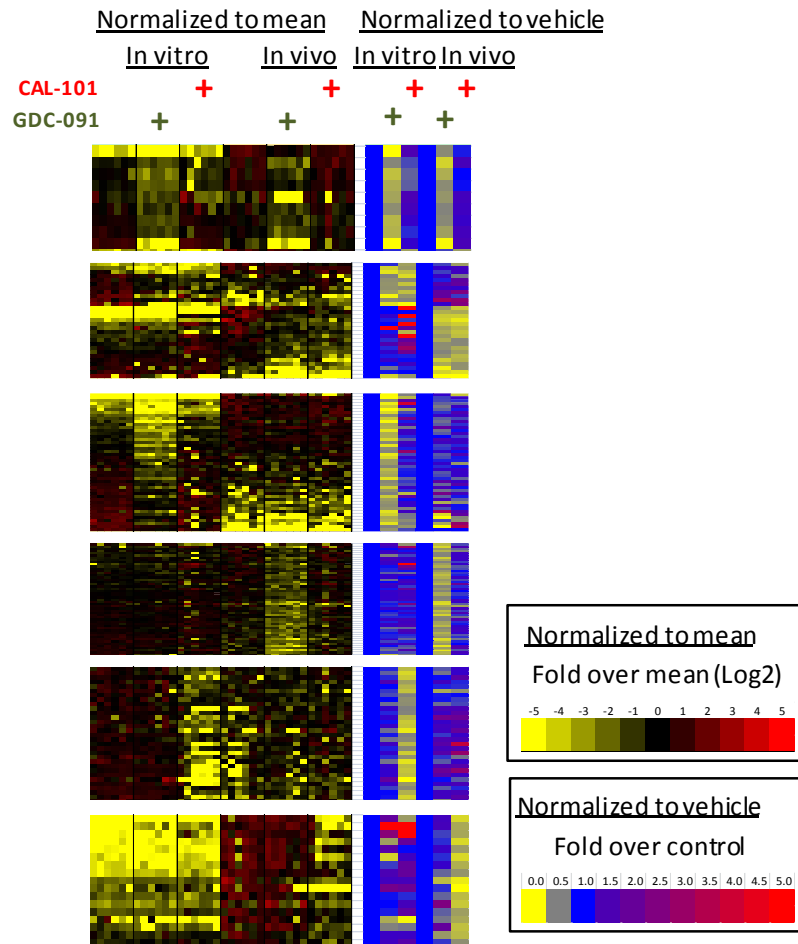 Normalized to mean Normalized to vehicle
In vitro In vivo In vitro In vivo
CAL-101 + + + +
GDC-091 + + + +
Normalized to mean
Fold over mean (Log2)
-5 -4 -3 -2 -1 0 1 2 3 4 5
Normalized to vehicle
Fold over control
0.0 0.5 1.0 1.5 2.0 2.5 3.0 3.5 4.0 4.5 5.0